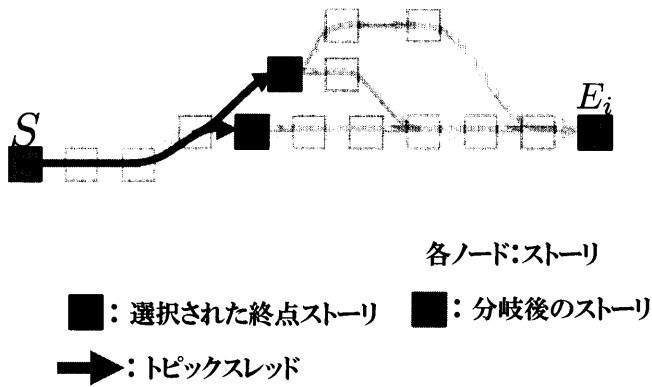 S
E_i
各ノード:ストーリ
■: 選択された終点ストーリ
■: 分岐後のストーリ
➡: トピックスレッド